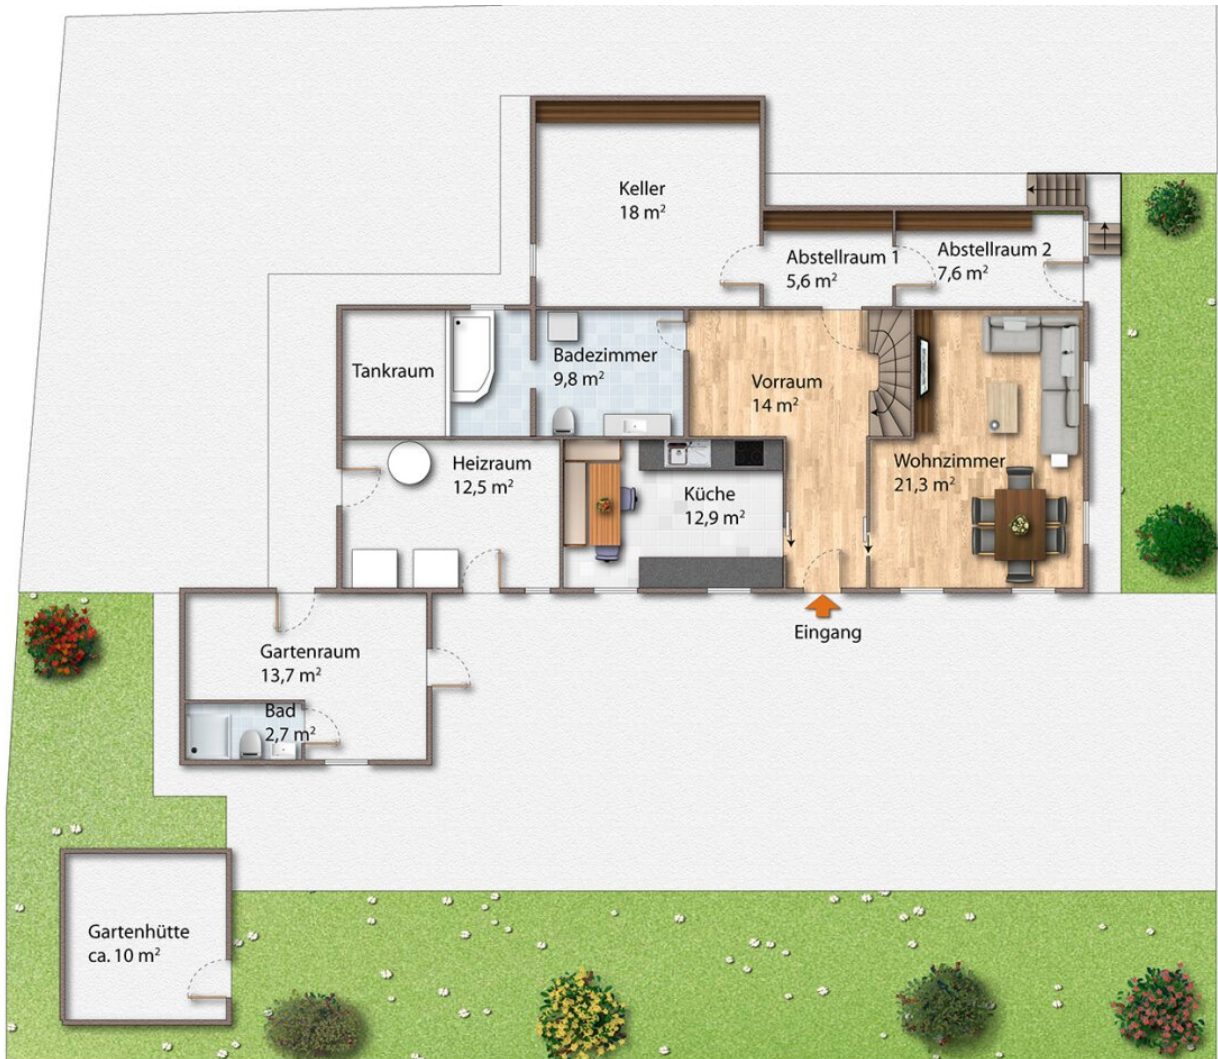 Keller
18 m²
Abstellraum 1
5,6 m²
Abstellraum 2
7,6 m²
Tankraum
Badezimmer
9,8 m²
Vorraum
14 m²
Wohnzimmer
21,3 m²
Heizraum
12,5 m²
Küche
12,9 m²
Eingang
Gartenraum
13,7 m²
Bad
2,7 m²
Gartenhütte
ca. 10 m²